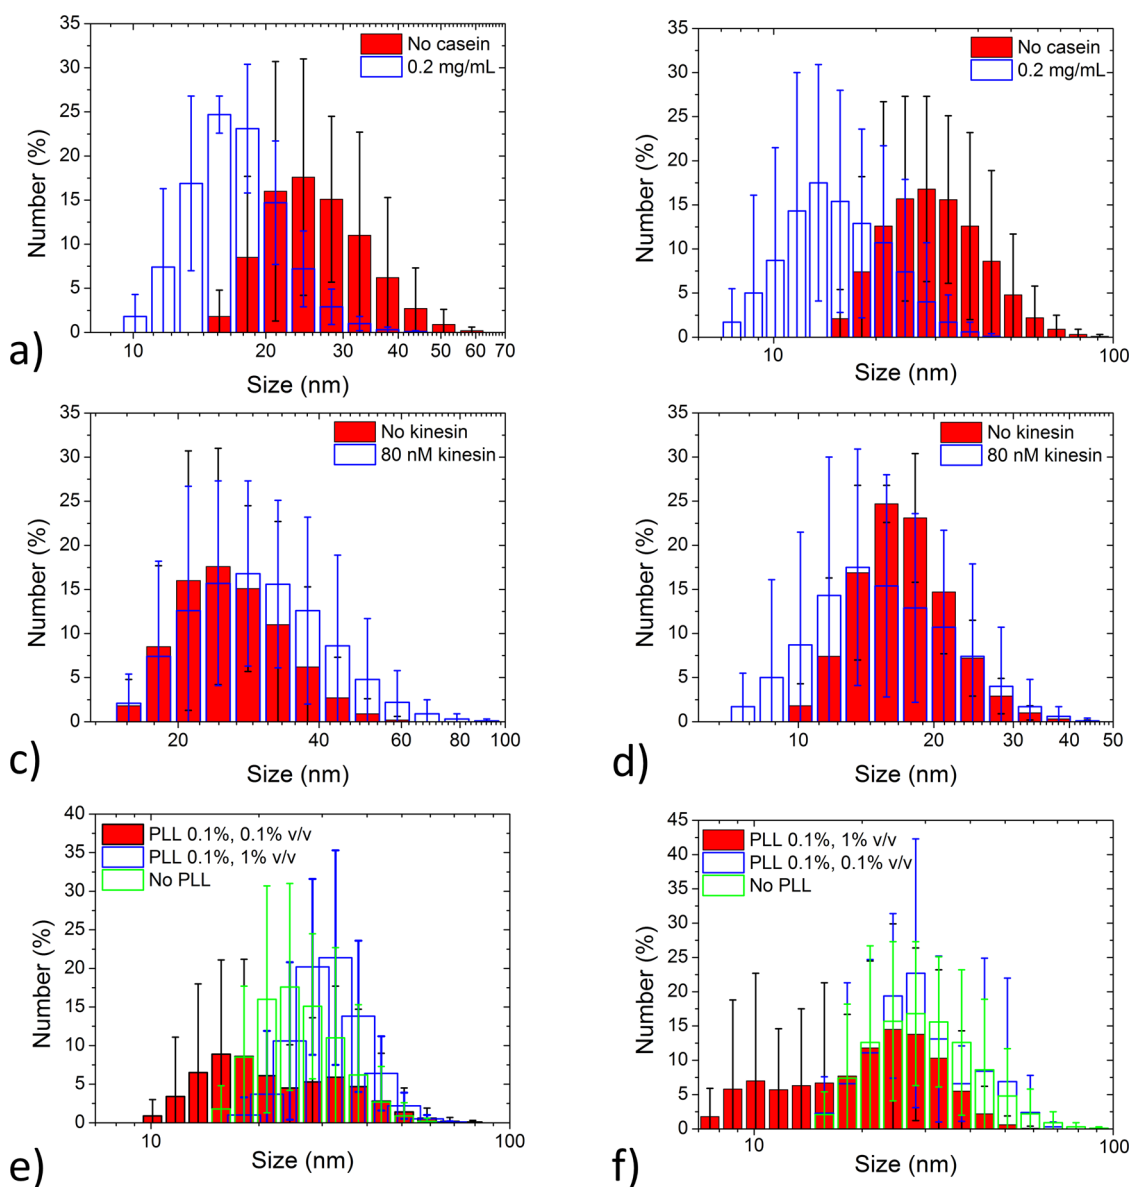 35
30
25
20
15
10
5
0
Number (%)
No casein
0.2 mg/mL
10 20 30 40 50 60 70
Size (nm)
a)
35
30
25
20
15
10
5
0
Number (%)
No casein
0.2 mg/mL
10 100
Size (nm)
35
30
25
20
15
10
5
0
Number (%)
No kinesin
80 nM kinesin
20 40 60 80 100
Size (nm)
c)
35
30
25
20
15
10
5
0
Number (%)
No kinesin
80 nM kinesin
10 20 30 40 50
Size (nm)
d)
40
35
30
25
20
15
10
5
0
Number (%)
PLL 0.1%, 0.1% v/v
PLL 0.1%, 1% v/v
No PLL
10 100
Size (nm)
e)
45
40
35
30
25
20
15
10
5
0
Number (%)
PLL 0.1%, 1% v/v
PLL 0.1%, 0.1% v/v
No PLL
10 100
Size (nm)
f)